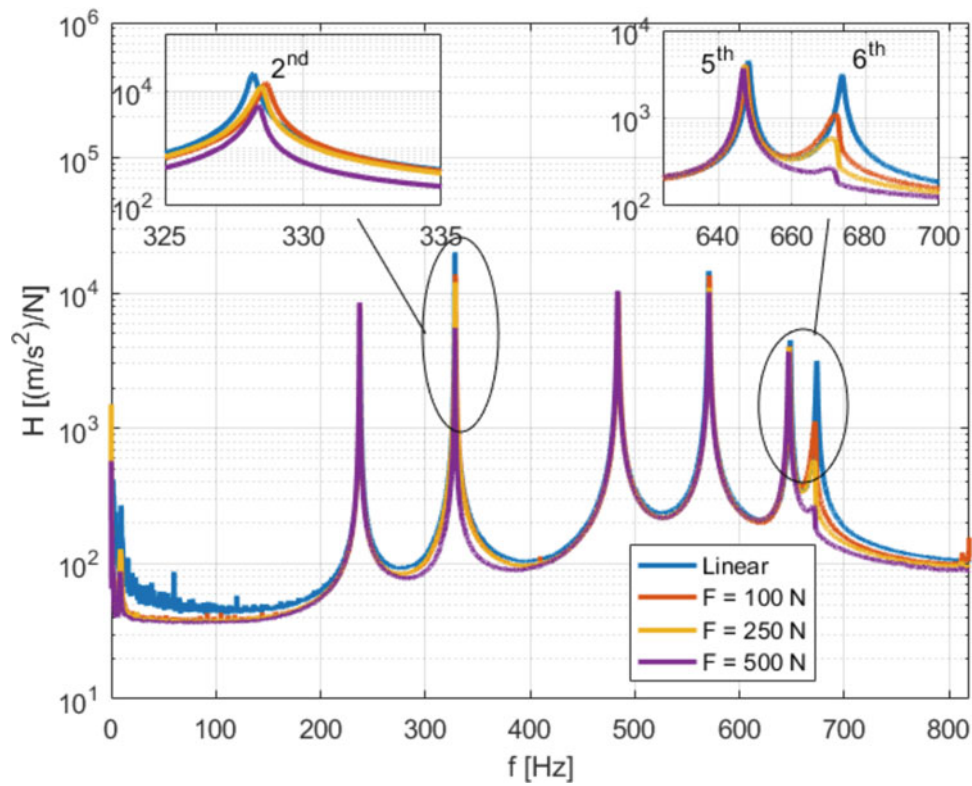 10^6
10^5
10^4
10^3
10^2
10^1
H [(m/s^2)/N]
0 100 200 300 400 500 600 700 800
f [Hz]
2^nd
10^4
10^2
325 330 335
5^th 6^th
10^4
10^3
10^2
640 660 680 700
Linear
F = 100 N
F = 250 N
F = 500 N